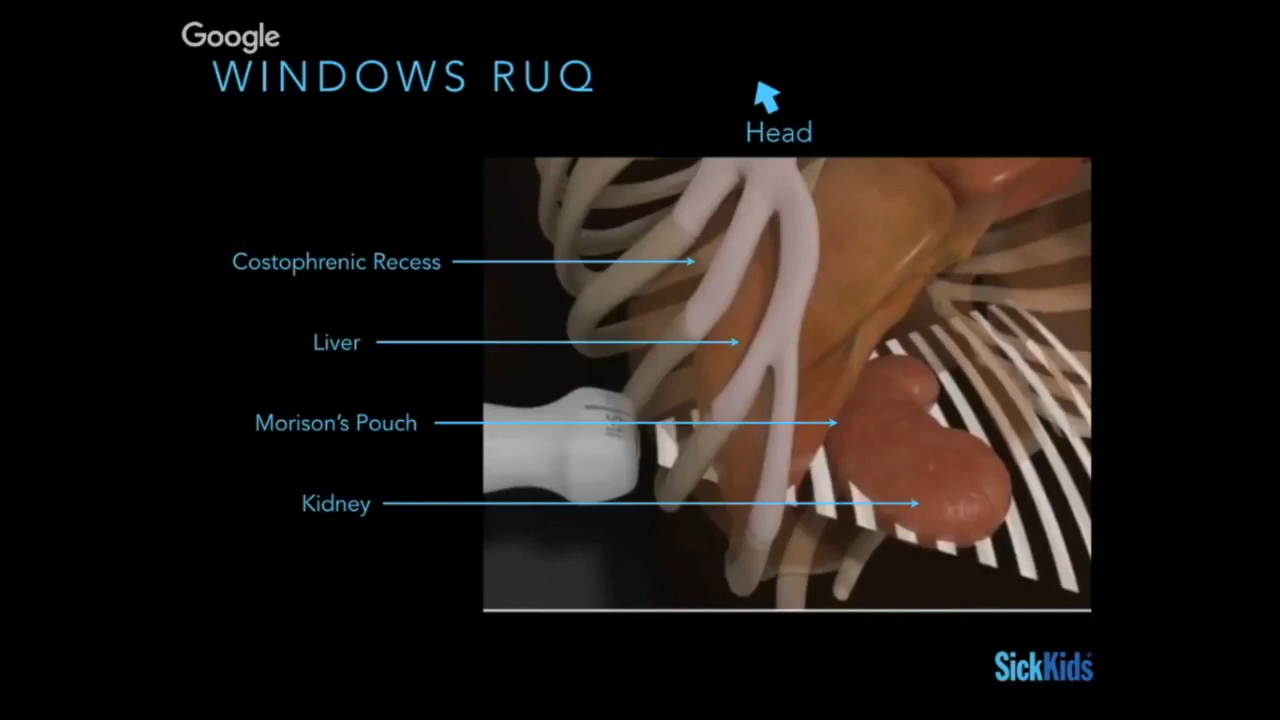 Google
WINDOWS RUQ
Head
Costophrenic Recess
Liver
Morison's Pouch
Kidney
SickKids